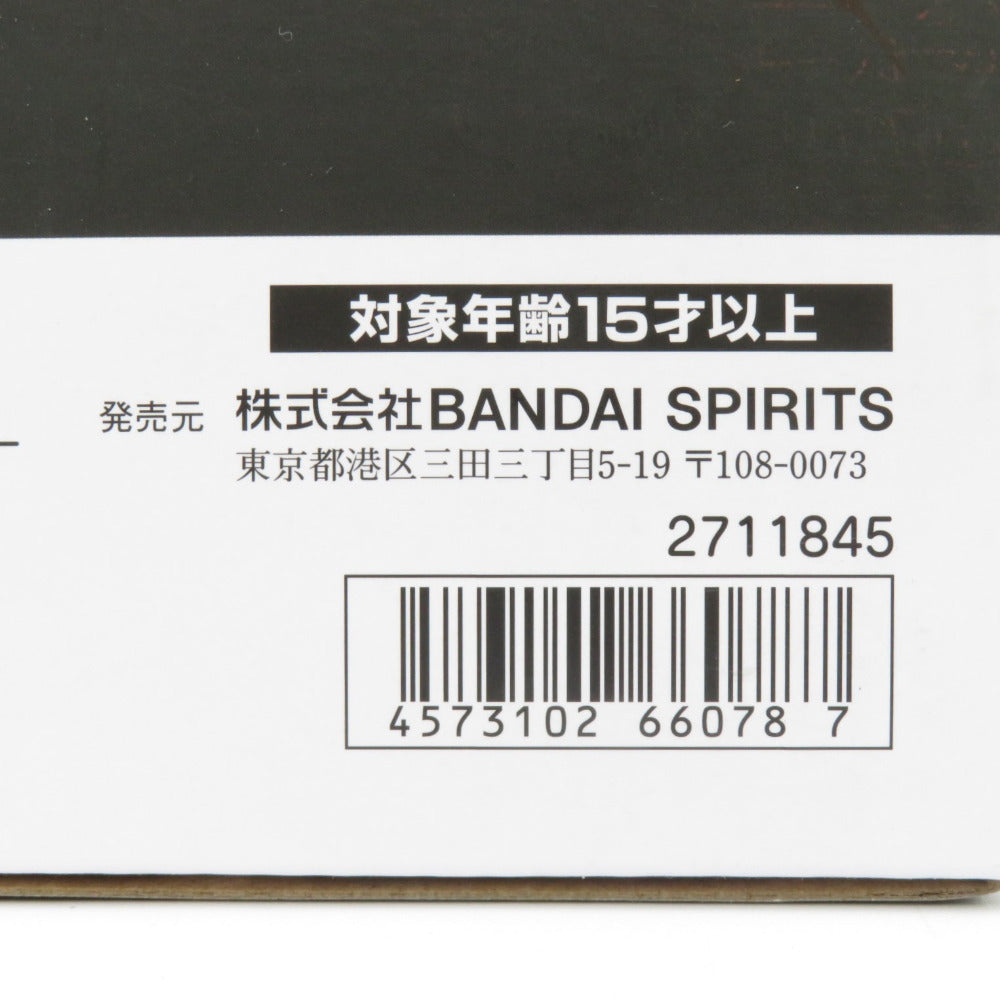 対象年齢15才以上
発売元 株式会社BANDAI SPIRITS
東京都港区三田三丁目5-19 〒108-0073
2711845
4573102 66078 7